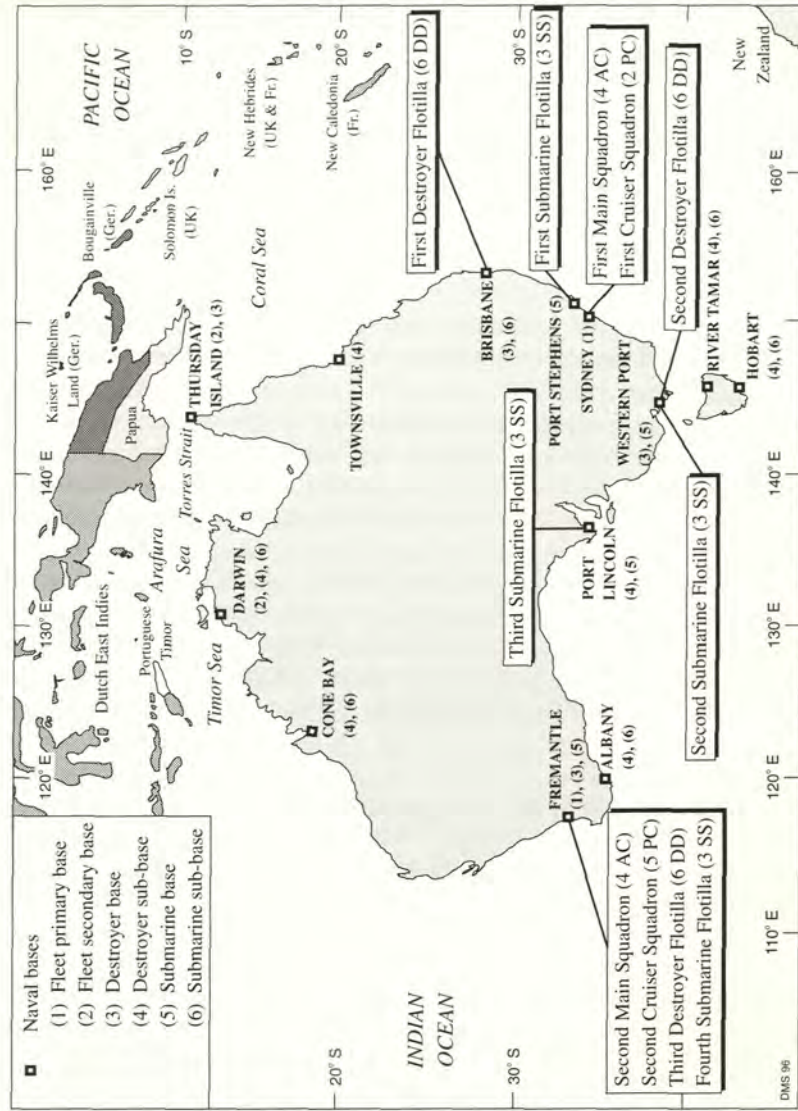 Naval bases
(1) Fleet primary base
(2) Fleet secondary base
(3) Destroyer base
(4) Destroyer sub-base
(5) Submarine base
(6) Submarine sub-base
110° E
120° E
130° E
140° E
160° E
10° S
20° S
30° S
20° S
30° S
PACIFIC
OCEAN
INDIAN
OCEAN
Dutch East Indies
Portuguese
Timor
Timor Sea
Arafura
Sea
Torres Strait
Coral Sea
Kaiser Wilhelms
Land (Ger.)
Papua
Bougainville
(Ger.)
Solomon Is.
(UK)
New Hebrides
(UK & Fr.)
New Caledonia
(Fr.)
New
Zealand
THURSDAY
ISLAND (2), (3)
DARWIN
(2), (4), (6)
CONE BAY
(4), (6)
TOWNSVILLE (4)
BRISBANE
(3), (6)
PORT STEPHENS (5)
SYDNEY (1)
WESTERN PORT
(3), (5)
RIVER TAMAR (4), (6)
HOBART
(4), (6)
PORT
LINCOLN
(4), (5)
FREMANTLE
(1), (3), (5)
ALBANY
(4), (6)
First Destroyer Flotilla (6 DD)
First Submarine Flotilla (3 SS)
First Main Squadron (4 AC)
First Cruiser Squadron (2 PC)
Second Destroyer Flotilla (6 DD)
Third Submarine Flotilla (3 SS)
Second Submarine Flotilla (3 SS)
Second Main Squadron (4 AC)
Second Cruiser Squadron (5 PC)
Third Destroyer Flotilla (6 DD)
Fourth Submarine Flotilla (3 SS)
DMS 96